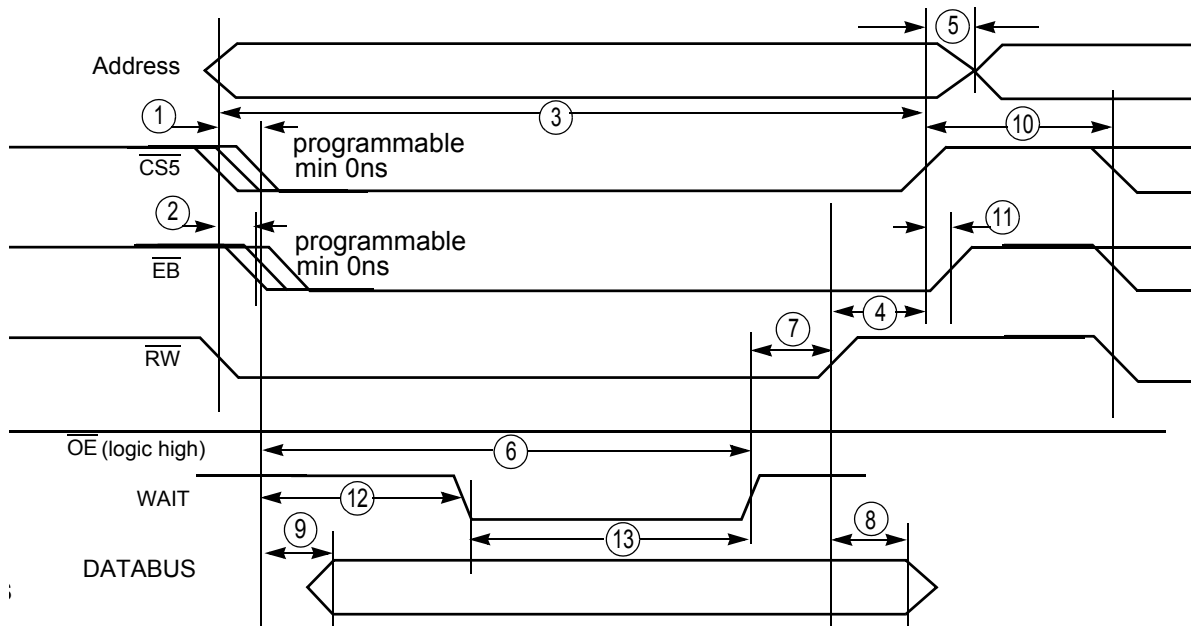 5
Address
1
3
programmable
min 0ns
10
CS5
2
programmable
min 0ns
11
EB
4
7
RW
OE (logic high)
6
WAIT
12
13
9
8
DATABUS